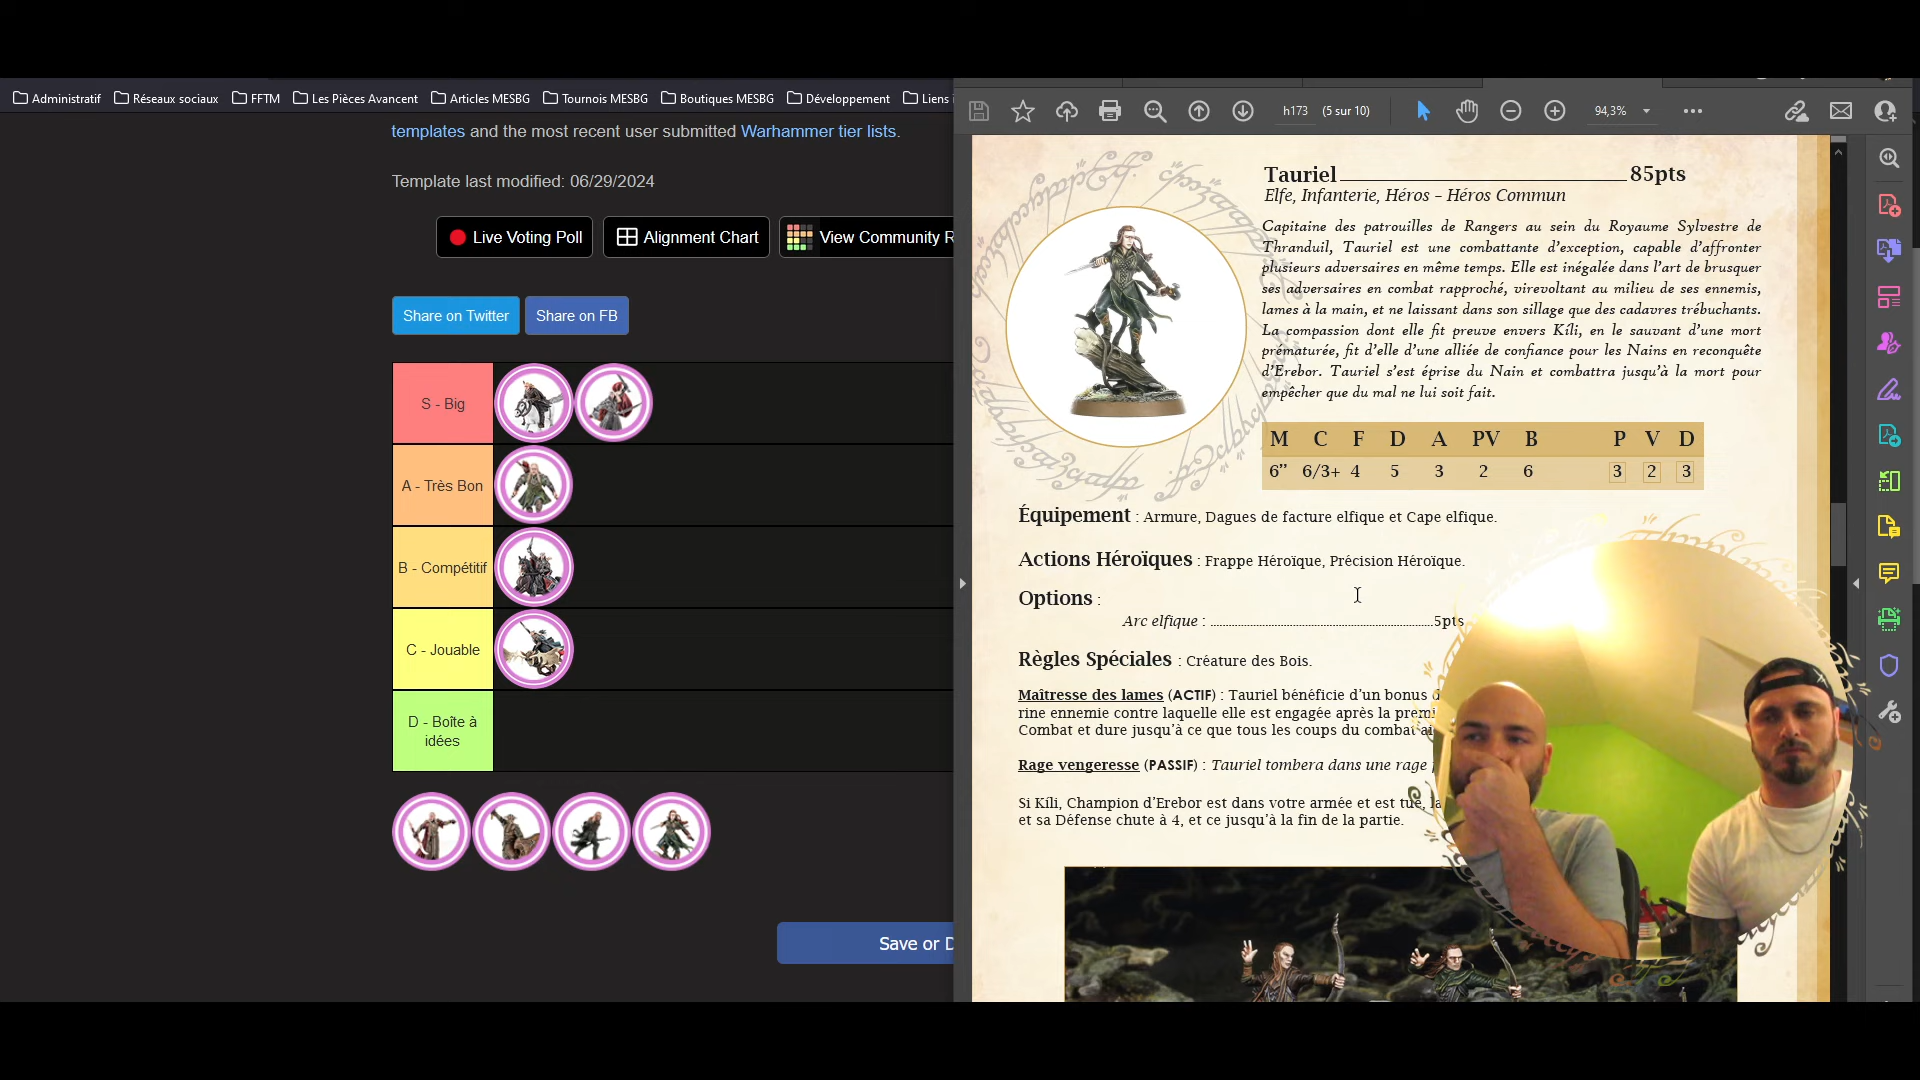 Administratif
Réseaux sociaux
FFTM
Les Pièces Avancent
Articles MESBG
Tournois MESBG
Boutiques MESBG
Développement
Liens
templates and the most recent user submitted Warhammer tier lists.
Template last modified: 06/29/2024
Live Voting Poll
Alignment Chart
View Community R
Share on Twitter
Share on FB
S - Big
A - Très Bon
B - Compétitif
C - Jouable
D - Boîte à
idées
Save or D
h173 (5 sur 10)
94,3%
Tauriel 85pts
Elfe, Infanterie, Héros – Héros Commun
Capitaine des patrouilles de Rangers au sein du Royaume Sylvestre de
Thranduil, Tauriel est une combattante d'exception, capable d'affronter
plusieurs adversaires en même temps. Elle est inégalée dans l'art de brusquer
ses adversaires en combat rapproché, virevoltant au milieu de ses ennemis,
lames à la main, et ne laissant dans son sillage que des cadavres trébuchants.
La compassion dont elle fit preuve envers Kíli, en le sauvant d'une mort
prématurée, fit d'elle d'une alliée de confiance pour les Nains en reconquête
d'Erebor. Tauriel s'est éprise du Nain et combattra jusqu'à la mort pour
empêcher que du mal ne lui soit fait.
M C F D A PV B P V D
6” 6/3+ 4 5 3 2 6 3 2 3
Équipement : Armure, Dagues de facture elfique et Cape elfique.
Actions Héroïques : Frappe Héroïque, Précision Héroïque.
Options :
Arc elfique : 5pts
Règles Spéciales : Créature des Bois.
Maîtresse des lames (ACTIF) : Tauriel bénéficie d'un bonus
rine ennemie contre laquelle elle est engagée après la premi
Combat et dure jusqu'à ce que tous les coups du combat ai
Rage vengeresse (PASSIF) : Tauriel tombera dans une rage
Si Kíli, Champion d'Erebor est dans votre armée et est tué, la
et sa Défense chute à 4, et ce jusqu'à la fin de la partie.